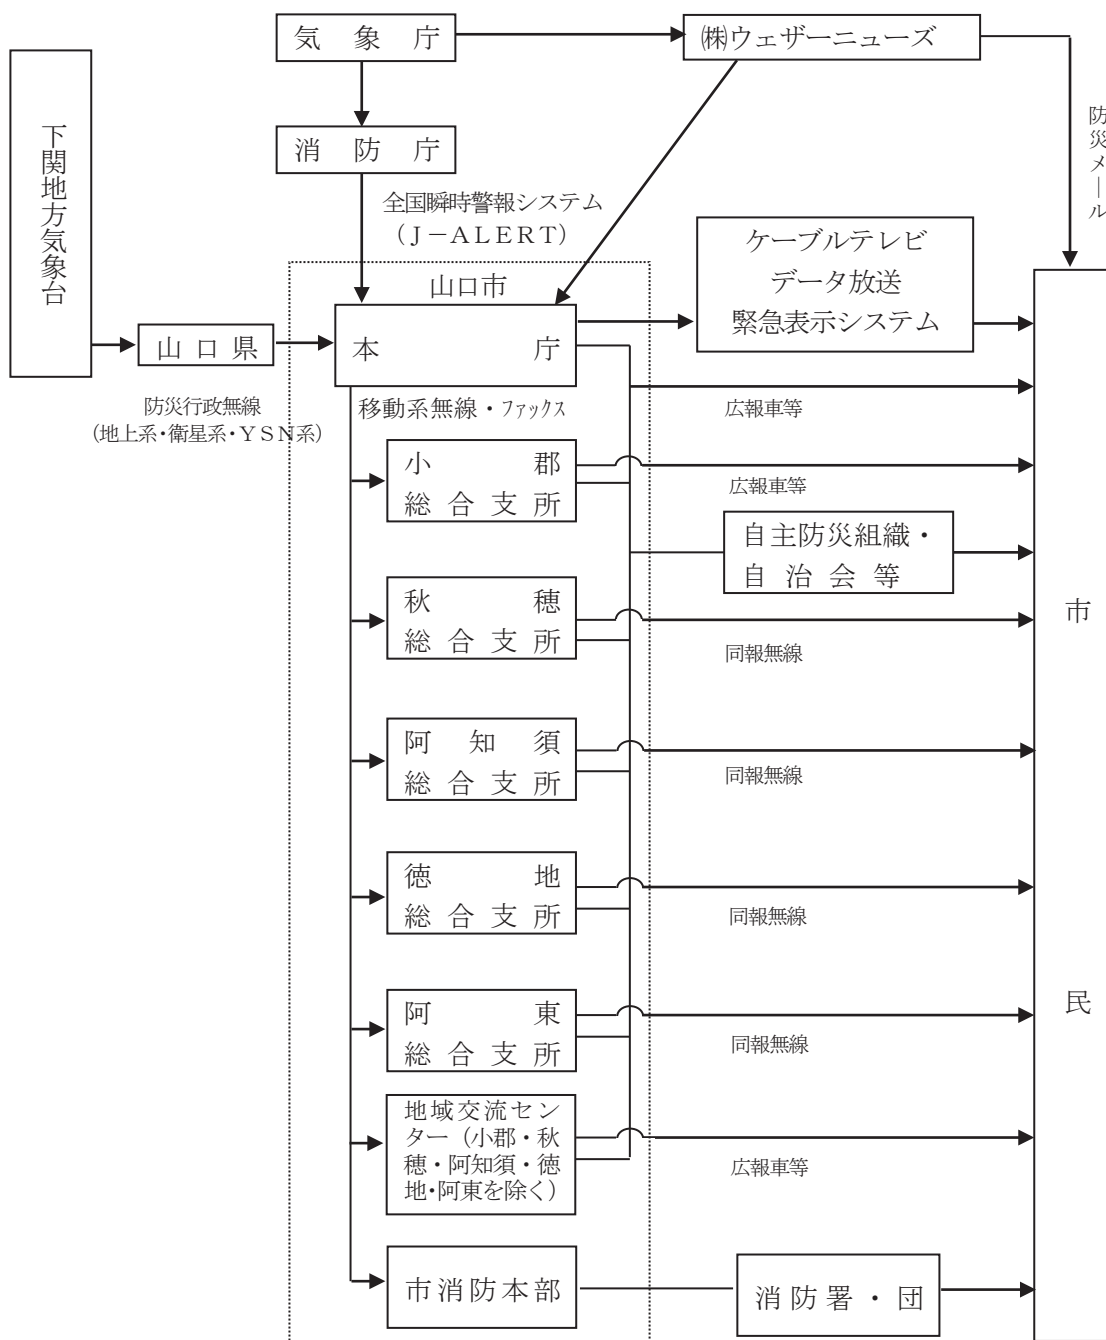 気象庁
㈱ウェザーニューズ
下関地方気象台
消防庁
防災メール
全国瞬時警報システム
（J－ALERT）
ケーブルテレビ
データ放送
緊急表示システム
山口市
本庁
山口県
防災行政無線
（地上系・衛星系・YSN系）
移動系無線・ファックス
広報車等
小郡
総合支所
広報車等
自主防災組織・
自治会等
秋穂
総合支所
同報無線
市民
阿知須
総合支所
同報無線
徳地
総合支所
同報無線
阿東
総合支所
同報無線
地域交流セン
ター（小郡・秋
穂・阿知須・徳
地・阿東を除く）
広報車等
市消防本部
消防署・団